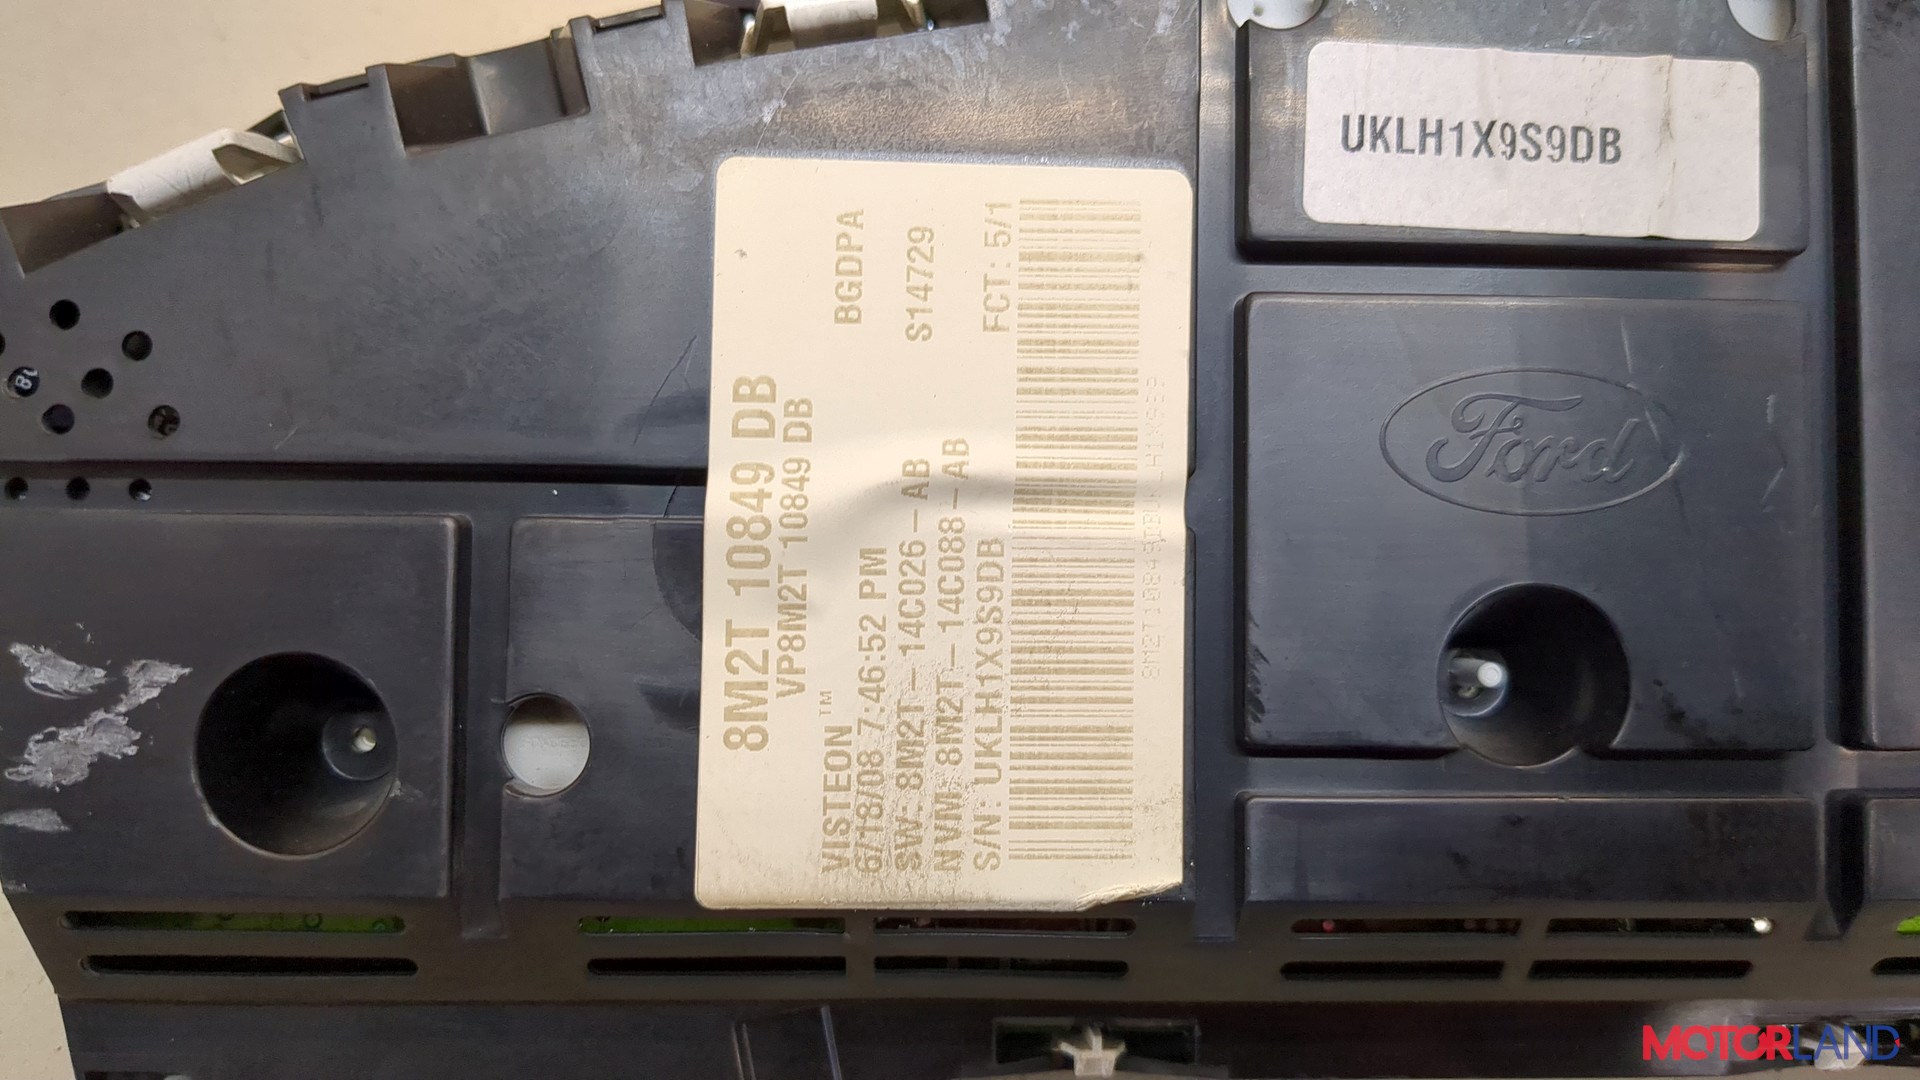 8M2T 10849 DB
VP8M2T 10849 DB
BGDPA
VISTEON™
6/18/08 7:46:52 PM
S14729
SW: 8M2T-14C026-AB
NVM: 8M2T-14C088-AB
FCT: 5/1
S/N: UKLH1X9S9DB
UKLH1X9S9DB
Ford
MOTORLAND